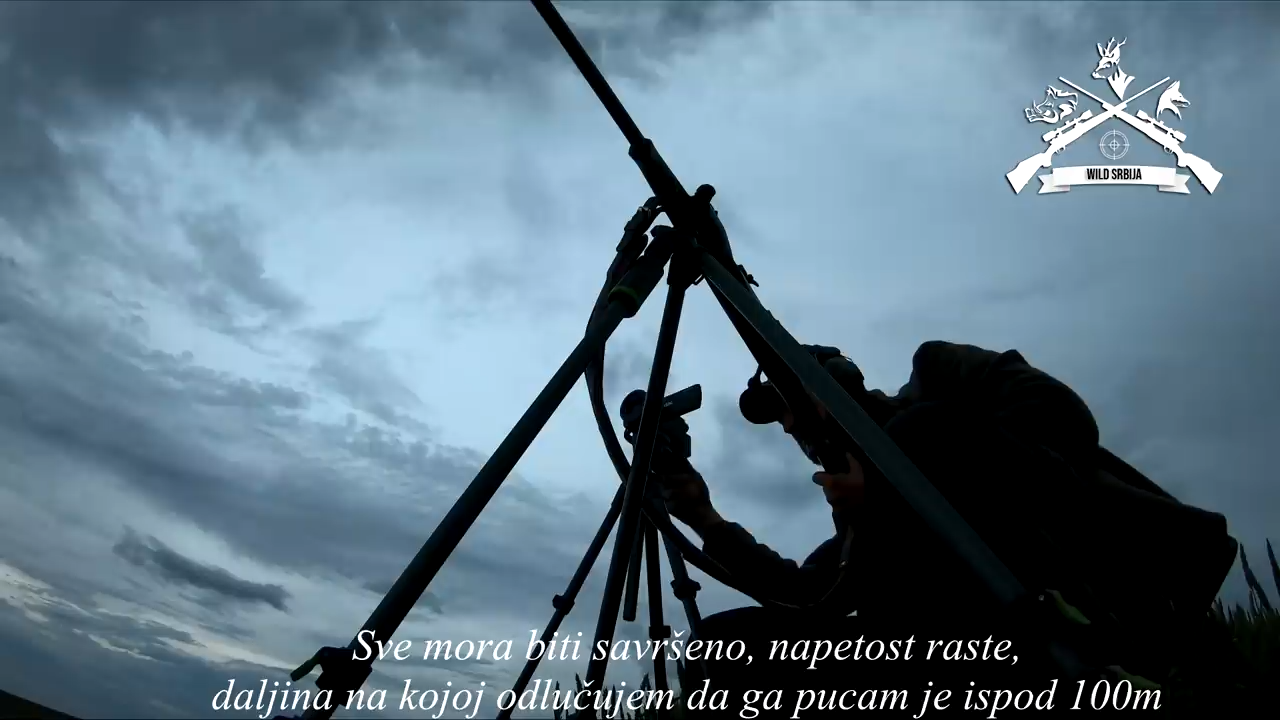 WILD SRBIJA
Sve mora biti savršeno, napetost raste,
daljina na kojoj odlučujem da ga pucam je ispod 100m